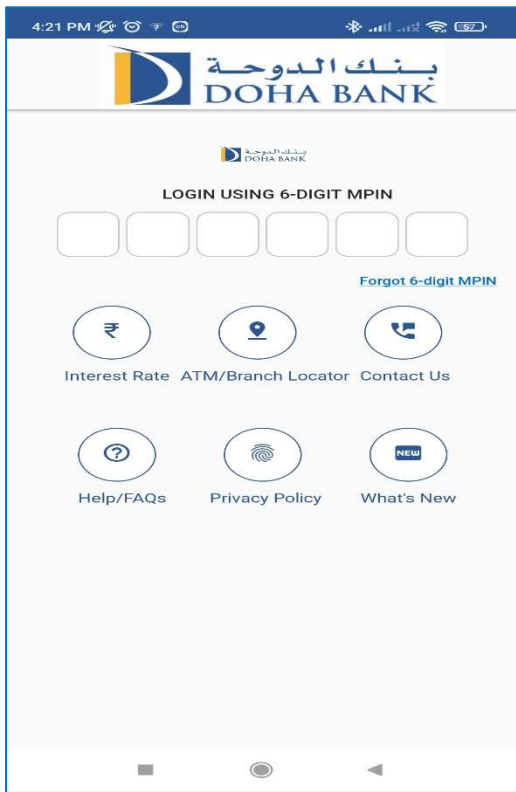 4:21 PM
57
بنك الدوحة
DOHA BANK
بنك الدوحة
DOHA BANK
LOGIN USING 6-DIGIT MPIN
Forgot 6-digit MPIN
₹
Interest Rate
ATM/Branch Locator
Contact Us
?
NEW
Help/FAQs
Privacy Policy
What's New